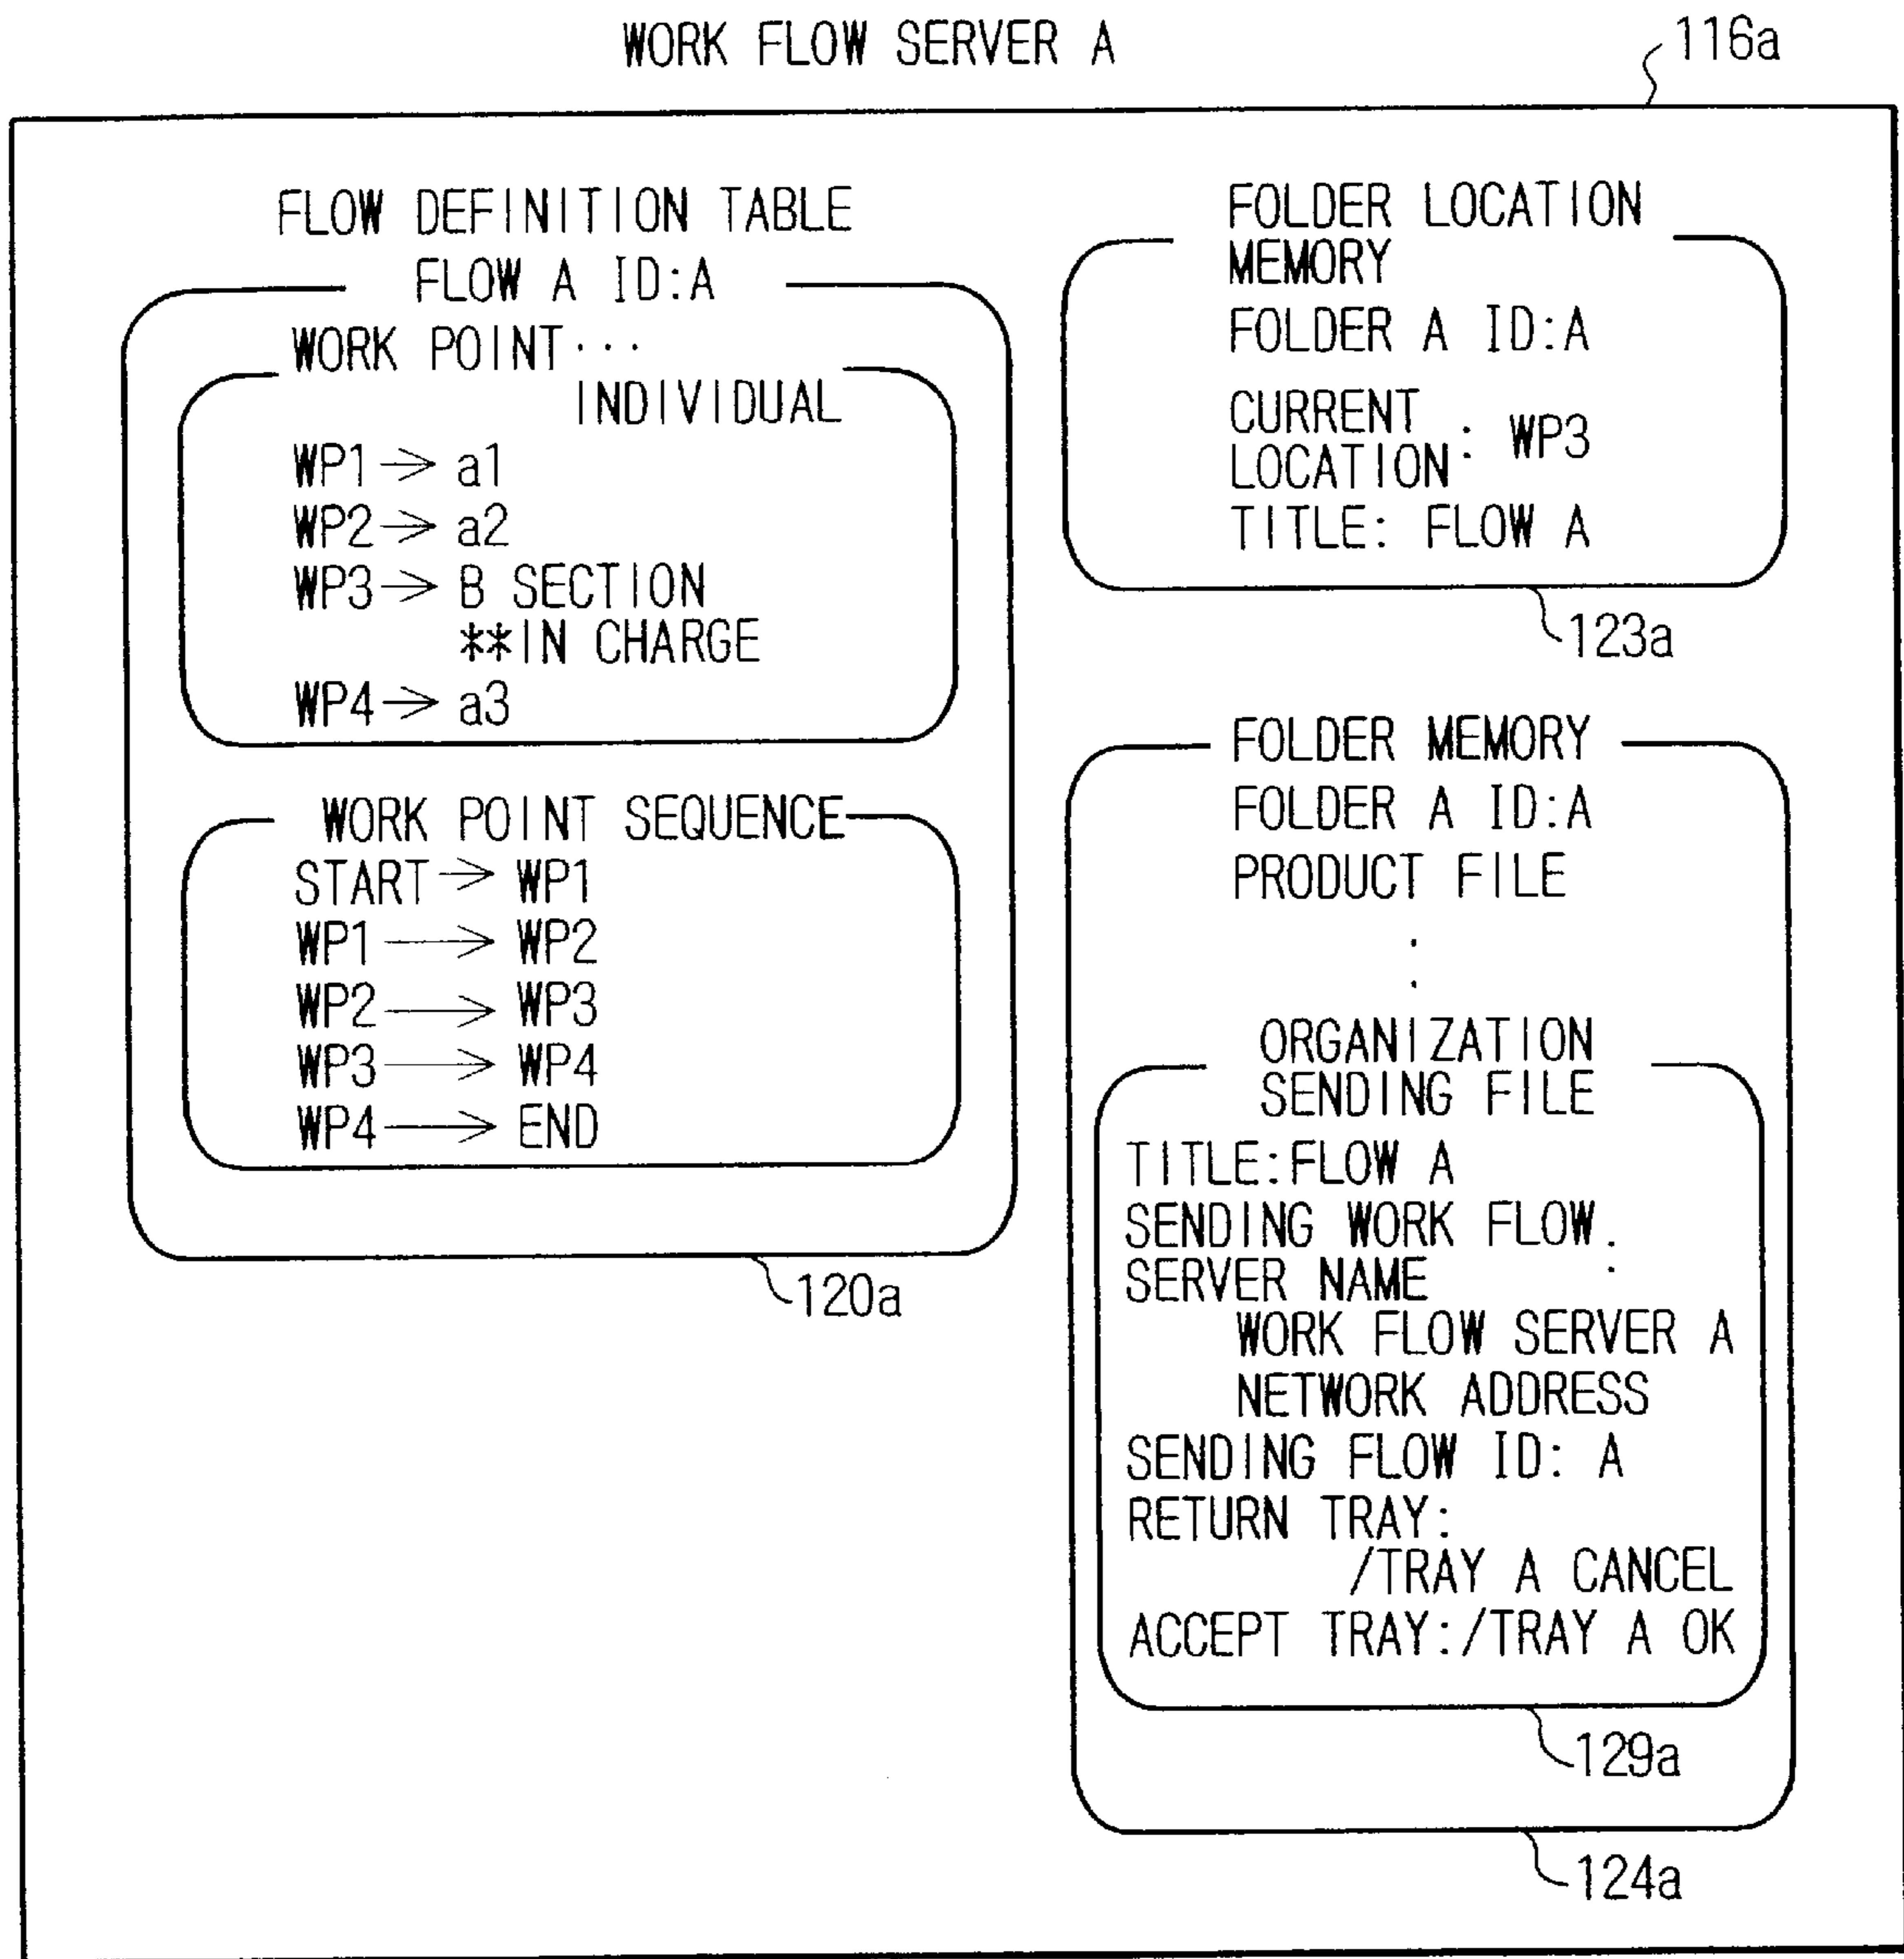 WORK FLOW SERVER A
116a
FLOW DEFINITION TABLE
FLOW A ID:A
WORK POINT...
INDIVIDUAL
WP1→ a1
WP2→ a2
WP3→ B SECTION
**IN CHARGE
WP4→ a3
WORK POINT SEQUENCE
START→ WP1
WP1→ WP2
WP2→ WP3
WP3→ WP4
WP4→ END
120a
FOLDER LOCATION
MEMORY
FOLDER A ID:A
CURRENT
LOCATION: WP3
TITLE: FLOW A
123a
FOLDER MEMORY
FOLDER A ID:A
PRODUCT FILE
:
ORGANIZATION
SENDING FILE
TITLE:FLOW A
SENDING WORK FLOW
SERVER NAME :
WORK FLOW SERVER A
NETWORK ADDRESS
SENDING FLOW ID: A
RETURN TRAY:
/TRAY A CANCEL
ACCEPT TRAY:/TRAY A OK
129a
124a